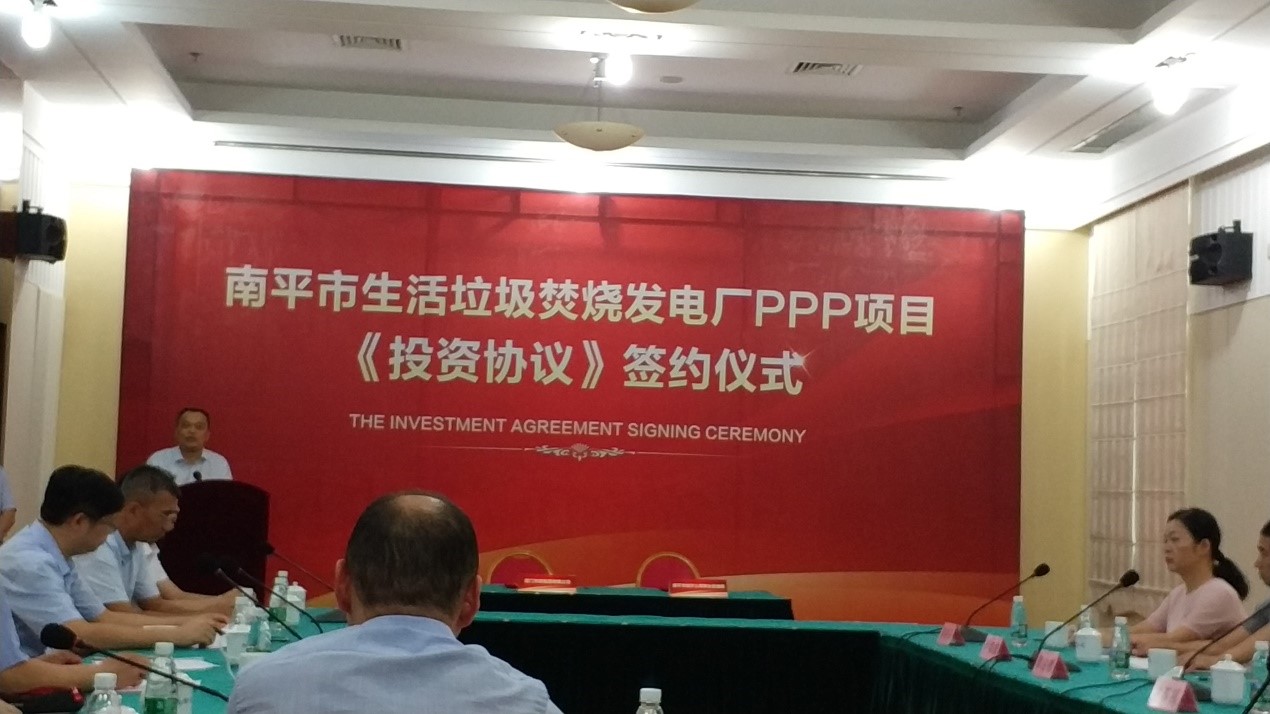 南平市生活垃圾焚烧发电厂PPP项目
《投资协议》签约仪式
THE INVESTMENT AGREEMENT SIGNING CEREMONY